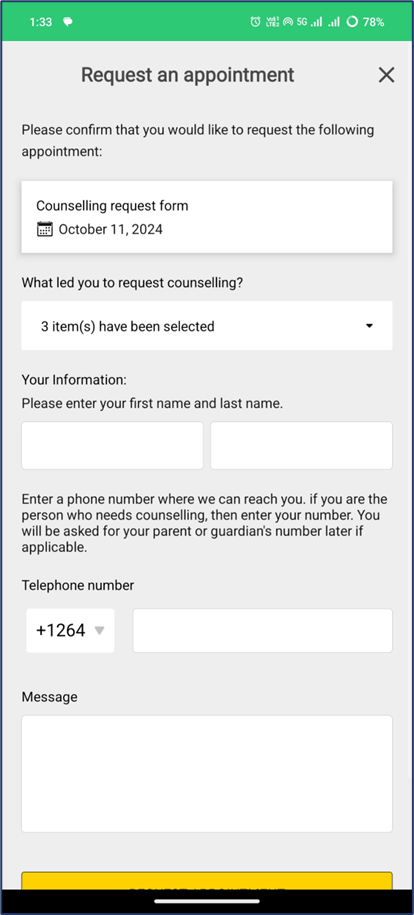 1:33
5G 78%
Request an appointment
Please confirm that you would like to request the following
appointment:
Counselling request form
October 11, 2024
What led you to request counselling?
3 item(s) have been selected
Your Information:
Please enter your first name and last name.
Enter a phone number where we can reach you. if you are the
person who needs counselling, then enter your number. You
will be asked for your parent or guardian's number later if
applicable.
Telephone number
+1264
Message